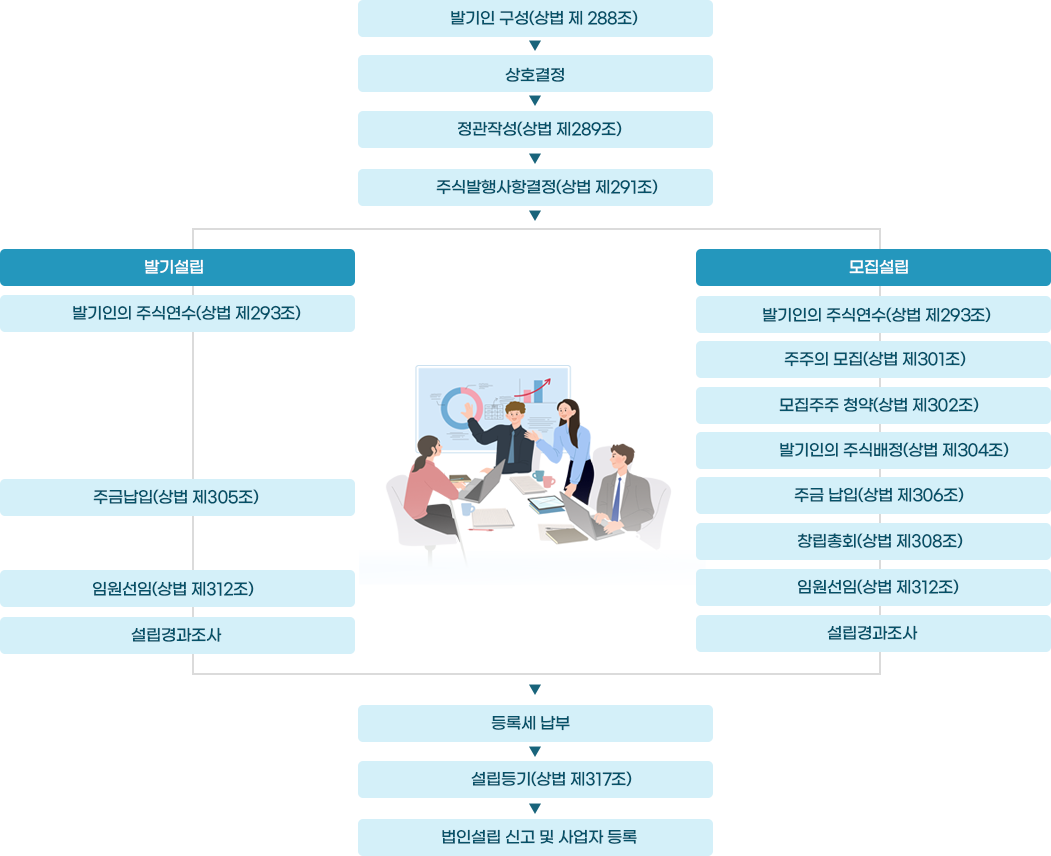 발기인 구성(상법 제 288조)
상호결정
정관작성(상법 제289조)
주식발행사항결정(상법 제291조)
발기설립
발기인의 주식연수(상법 제293조)
주금납입(상법 제305조)
임원선임(상법 제312조)
설립경과조사
모집설립
발기인의 주식연수(상법 제293조)
주주의 모집(상법 제301조)
모집주주 청약(상법 제302조)
발기인의 주식배정(상법 제304조)
주금 납입(상법 제306조)
창립총회(상법 제308조)
임원선임(상법 제312조)
설립경과조사
등록세 납부
설립등기(상법 제317조)
법인설립 신고 및 사업자 등록